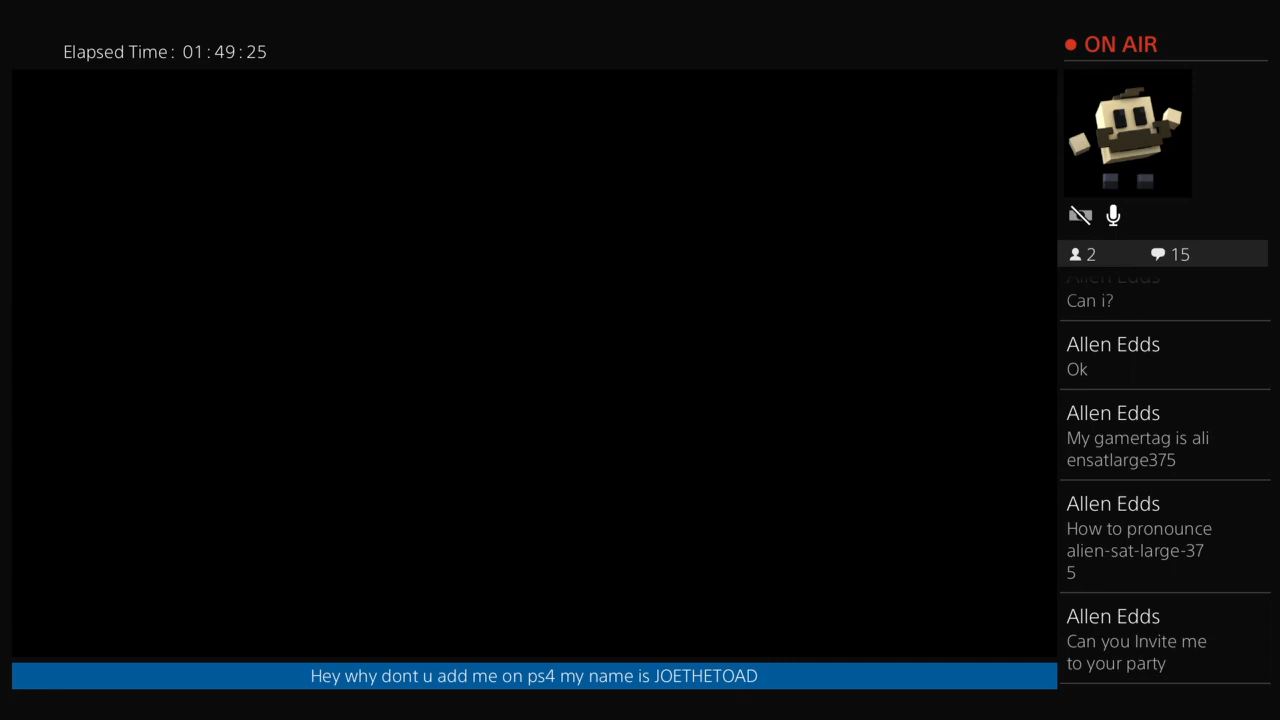 Elapsed Time: 01:49:25
ON AIR
2 15
Allen Edds
Can i?
Allen Edds
Ok
Allen Edds
My gamertag is ali
ensatlarge375
Allen Edds
How to pronounce
alien-sat-large-37
5
Allen Edds
Can you Invite me
to your party
Hey why dont u add me on ps4 my name is JOETHETOAD